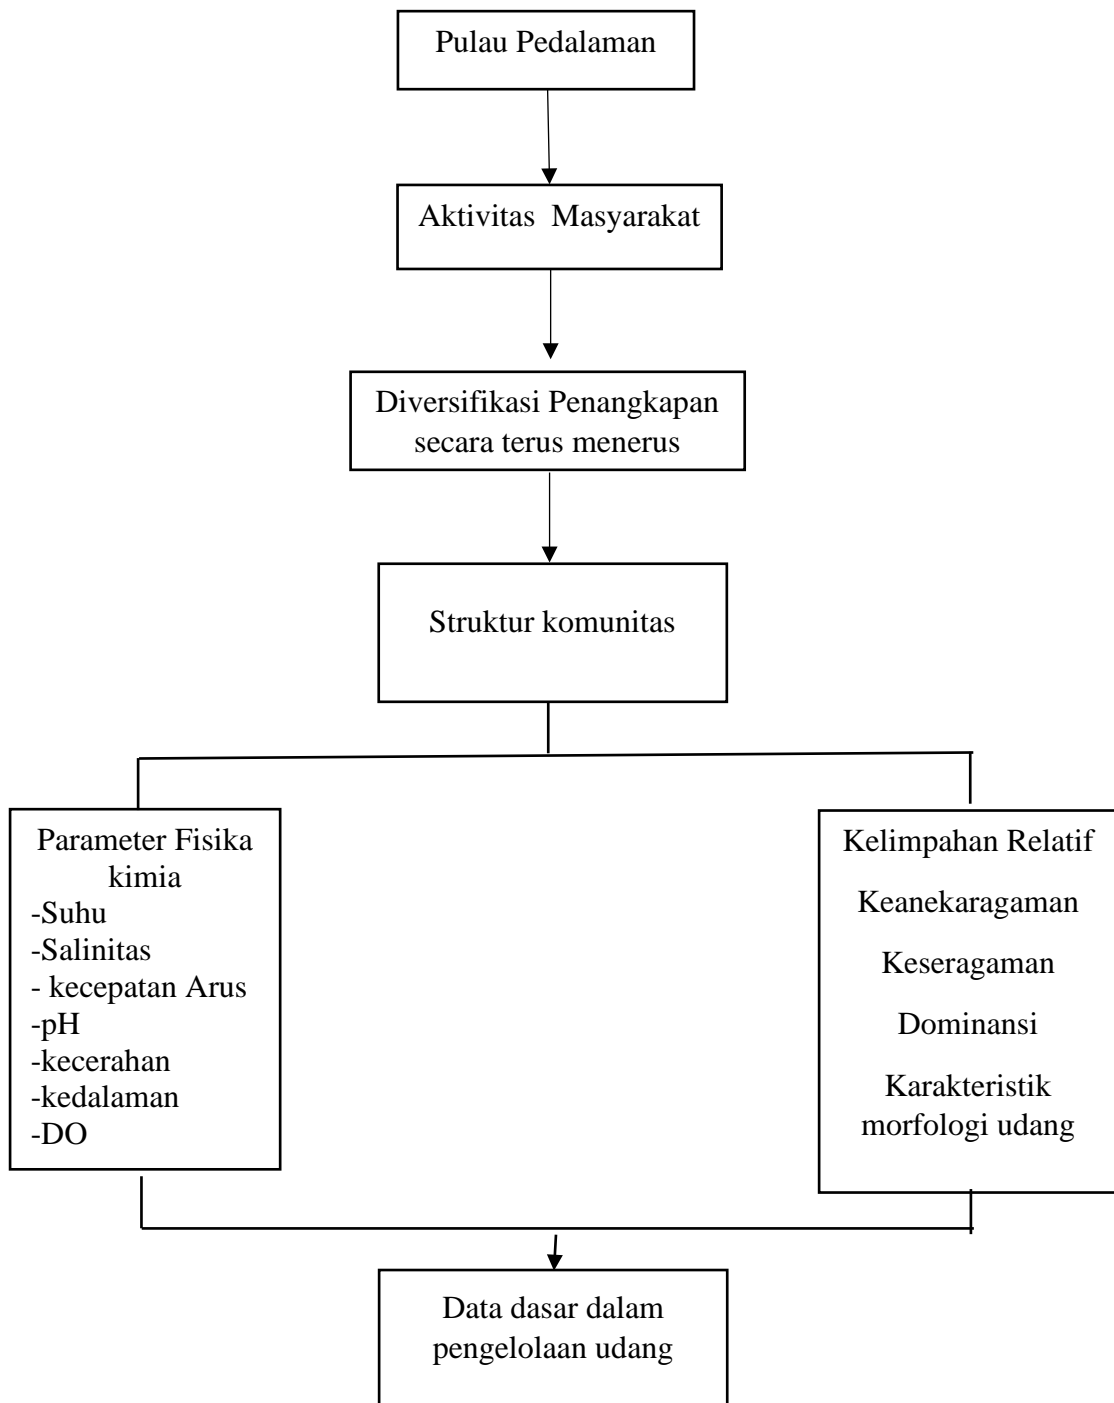 Pulau Pedalaman
Aktivitas Masyarakat
Diversifikasi Penangkapan
secara terus menerus
Struktur komunitas
Parameter Fisika
kimia
-Suhu
-Salinitas
- kecepatan Arus
-pH
-kecerahan
-kedalaman
-DO
Kelimpahan Relatif
Keanekaragaman
Keseragaman
Dominansi
Karakteristik
morfologi udang
Data dasar dalam
pengelolaan udang